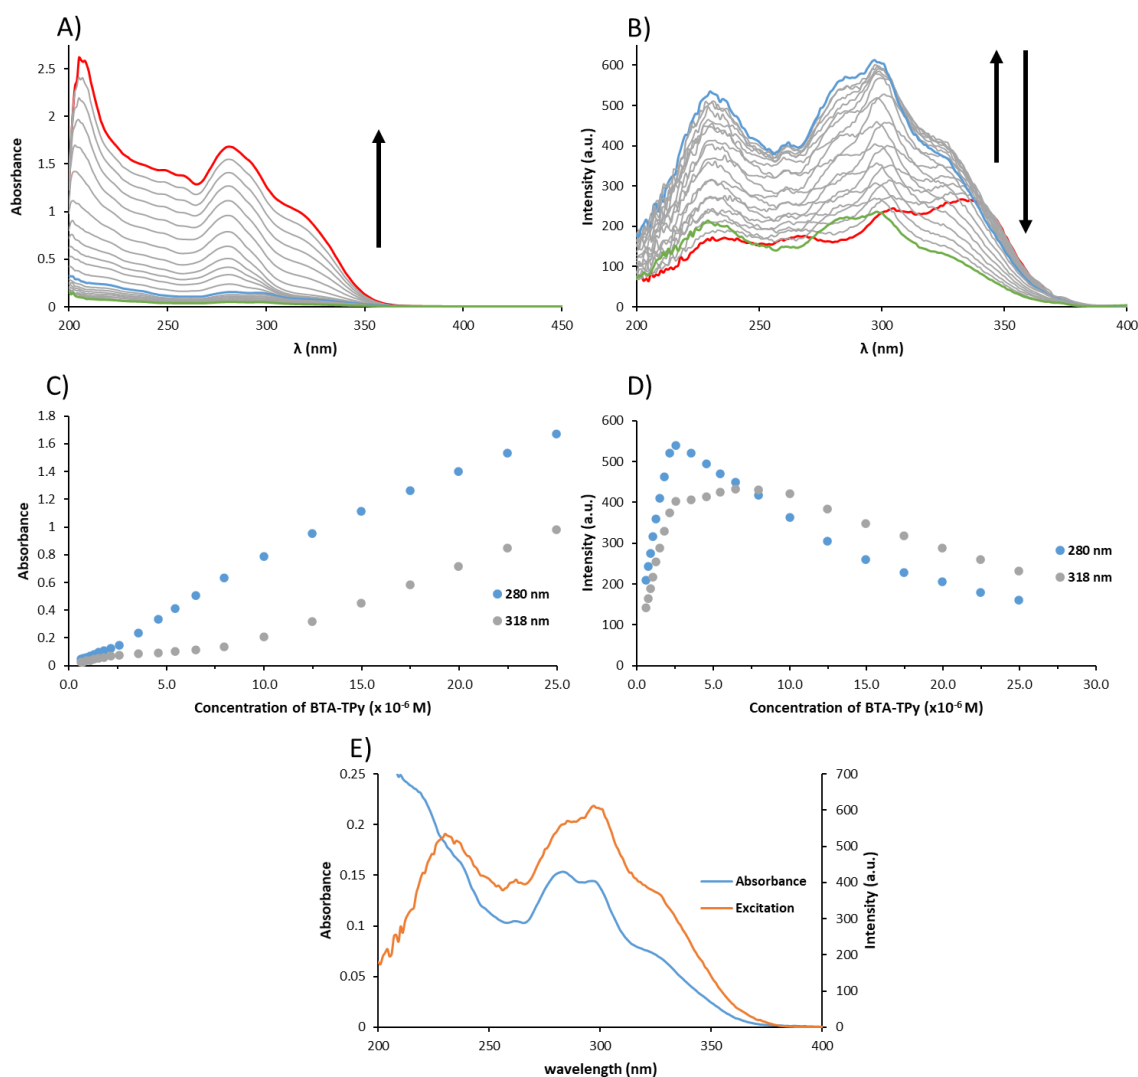 A)
Abosrbance
2.5
2
1.5
1
0.5
0
200 250 300 350 400 450
λ (nm)
B)
Intensity (a.u.)
600
500
400
300
200
100
0
200 250 300 350 400
λ (nm)
C)
Absorbance
1.8
1.6
1.4
1.2
1
0.8
0.6
0.4
0.2
0
0.0 5.0 10.0 15.0 20.0 25.0
280 nm
318 nm
Concentration of BTA-TPy (x 10⁻⁶ M)
D)
Intensity (a.u.)
600
500
400
300
200
100
0
0.0 5.0 10.0 15.0 20.0 25.0 30.0
280 nm
318 nm
Concentration of BTA-TPy (x10⁻⁶ M)
E)
Absorbance
0.25
0.2
0.15
0.1
0.05
0
200 250 300 350 400
wavelength (nm)
Absorbance
Excitation
700
600
500
400
300
200
100
0
Intensity (a.u.)